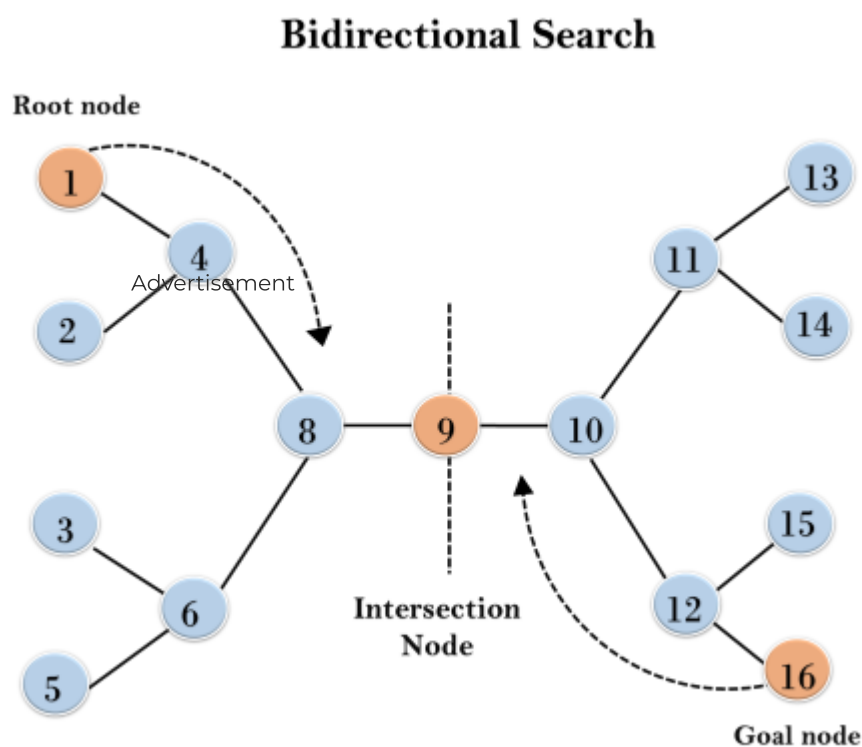 Bidirectional Search
Root node
1
13
4
11
Advertisement
2
14
8
9
10
3
15
Intersection
Node
6
12
5
16
Goal node